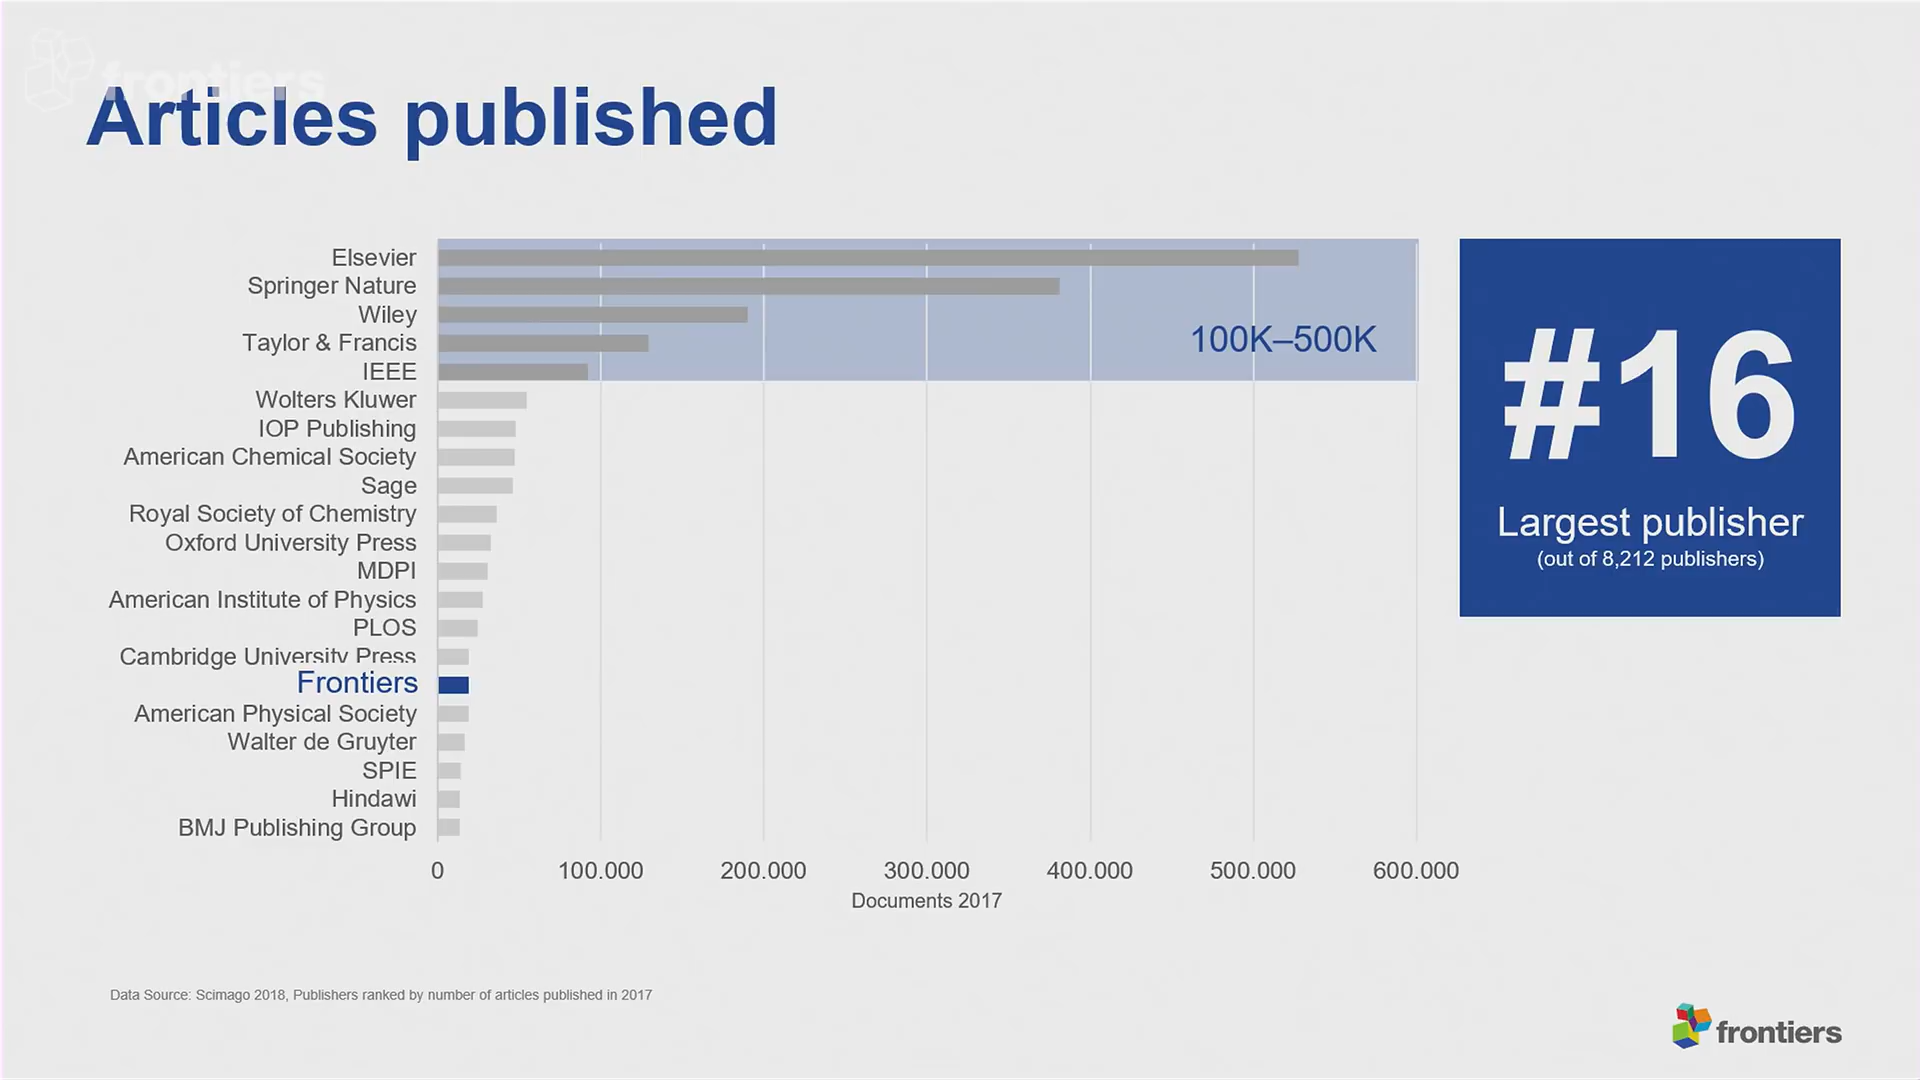 frontiers
Articles published
Elsevier
Springer Nature
Wiley
Taylor & Francis
IEEE
Wolters Kluwer
IOP Publishing
American Chemical Society
Sage
Royal Society of Chemistry
Oxford University Press
MDPI
American Institute of Physics
PLOS
Cambridge University Press
Frontiers
American Physical Society
Walter de Gruyter
SPIE
Hindawi
BMJ Publishing Group
100K–500K
0 100.000 200.000 300.000 400.000 500.000 600.000
Documents 2017
#16
Largest publisher
(out of 8,212 publishers)
Data Source: Scimago 2018, Publishers ranked by number of articles published in 2017
frontiers